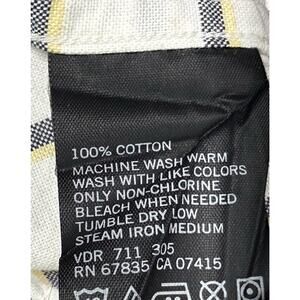 100% COTTON
MACHINE WASH WARM
WASH WITH LIKE COLORS
ONLY NON-CHLORINE
BLEACH WHEN NEEDED
TUMBLE DRY LOW
STEAM IRON MEDIUM
VDR 711 305
RN 67835 CA 07415